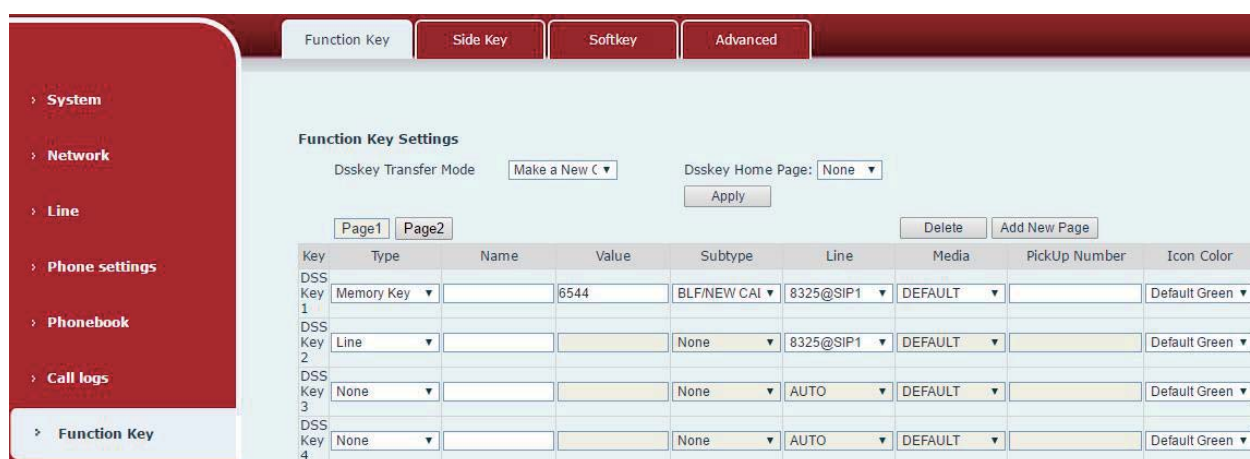 Function Key
Side Key
Softkey
Advanced
System
Network
Line
Phone settings
Phonebook
Call logs
Function Key
Function Key Settings
Dsskey Transfer Mode Make a New C Dsskey Home Page: None
Apply
Page1 Page2 Delete Add New Page
Key Type Name Value Subtype Line Media PickUp Number Icon Color
DSS Key 1 Memory Key 6544 BLF/NEW CAL 8325@SIP1 DEFAULT Default Green
DSS Key 2 Line None 8325@SIP1 DEFAULT Default Green
DSS Key 3 None None AUTO DEFAULT Default Green
DSS Key 4 None None AUTO DEFAULT Default Green